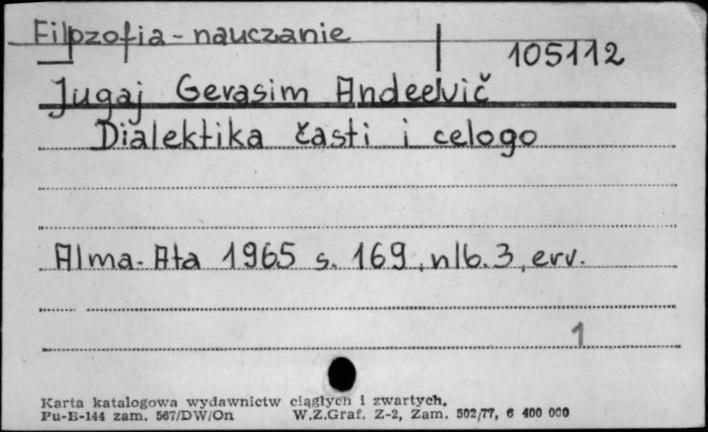 Filozofia - nauczanie
105112
Jugaj Gerasim Andeevič
Dialektika časti i celogo
Alma-Ata 1965 s. 169, nlb. 3, err.
1
Karta katalogowa wydawnictw ciągłych i zwartych.
Pu-B-144 zam. 567/DW/On W.Z.Graf. Z-2, Zam. 502/77, 6 400 000